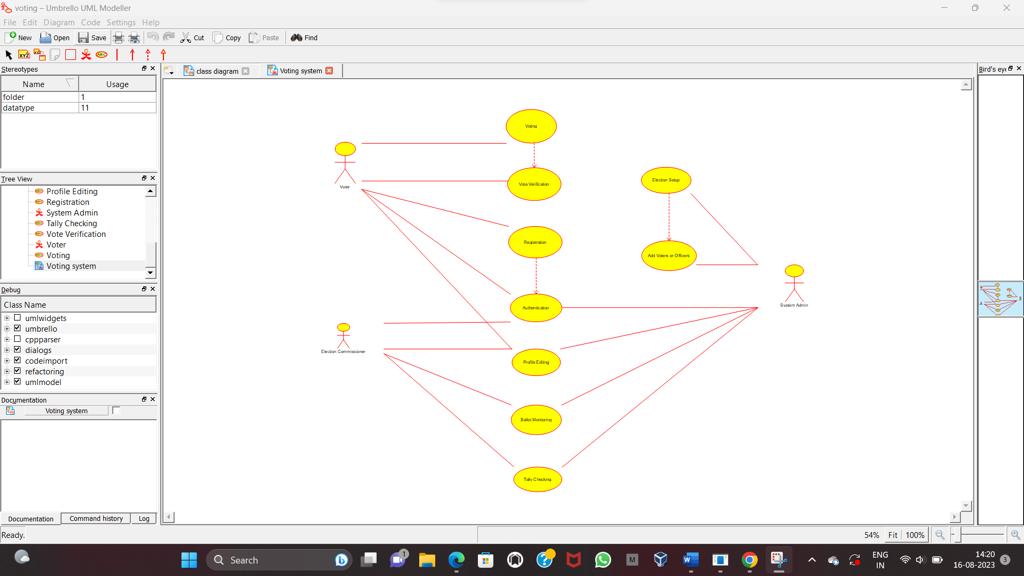 voting – Umbrello UML Modeller
File Edit Diagram Code Settings Help
New Open Save Cut Copy Paste Find
Stereotypes
Name Usage
folder 1
datatype 11
Tree View
Profile Editing
Registration
System Admin
Tally Checking
Vote Verification
Voter
Voting
Voting system
Debug
Class Name
umlwidgets
umbrello
cppparser
dialogs
codeimport
refactoring
umlmodel
Documentation
Voting system
Documentation Command history Log
Ready.
class diagram Voting system
Voting
Voter
Vote Verification
Election Setup
Registration
Add Voters or Officers
System Admin
Authentication
Election Commissioner
Profile Editing
Ballot Monitoring
Tally Checking
Bird's eye
54% Fit 100%
Search
1
ENG
IN
14:20
16-08-2023
3